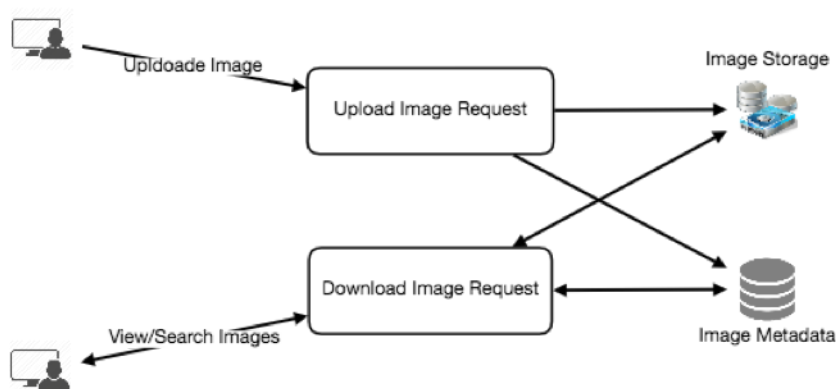 Upldoade Image
Image Storage
Upload Image Request
Download Image Request
View/Search Images
Image Metadata